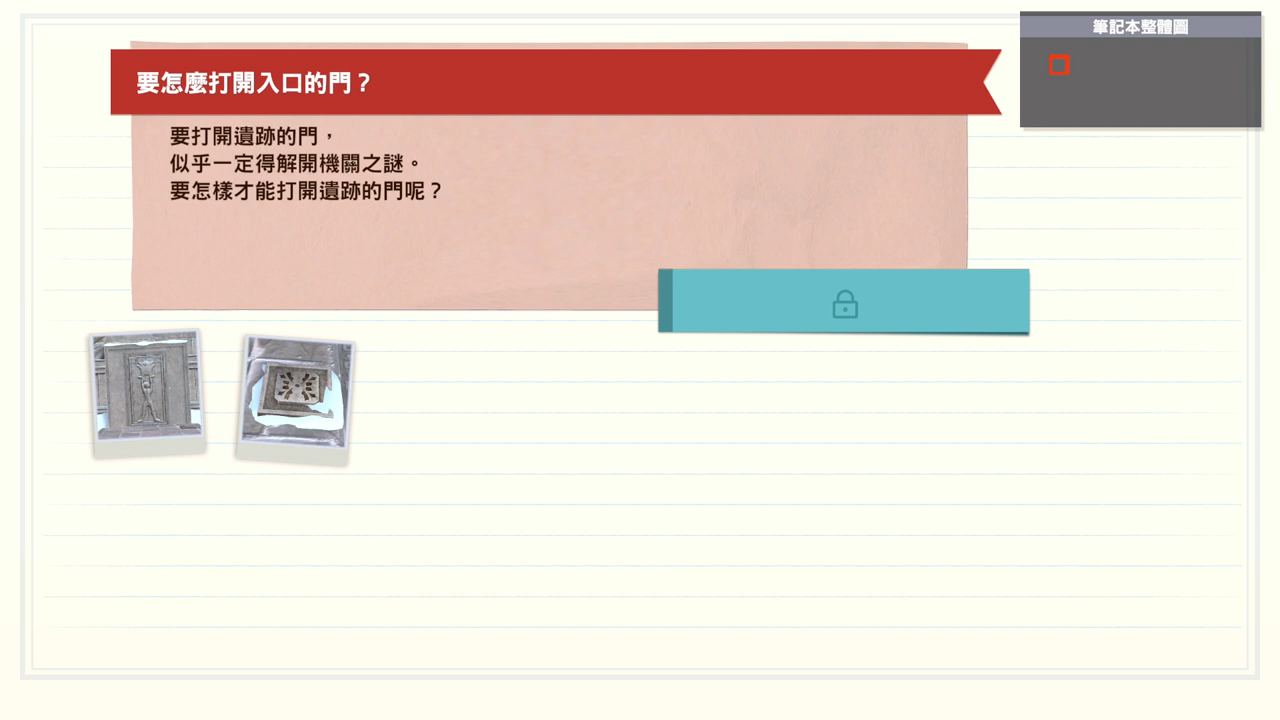 要怎麼打開入口的門？
筆記本整體圖
要打開遺跡的門，
似乎一定得解開機關之謎。
要怎樣才能打開遺跡的門呢？